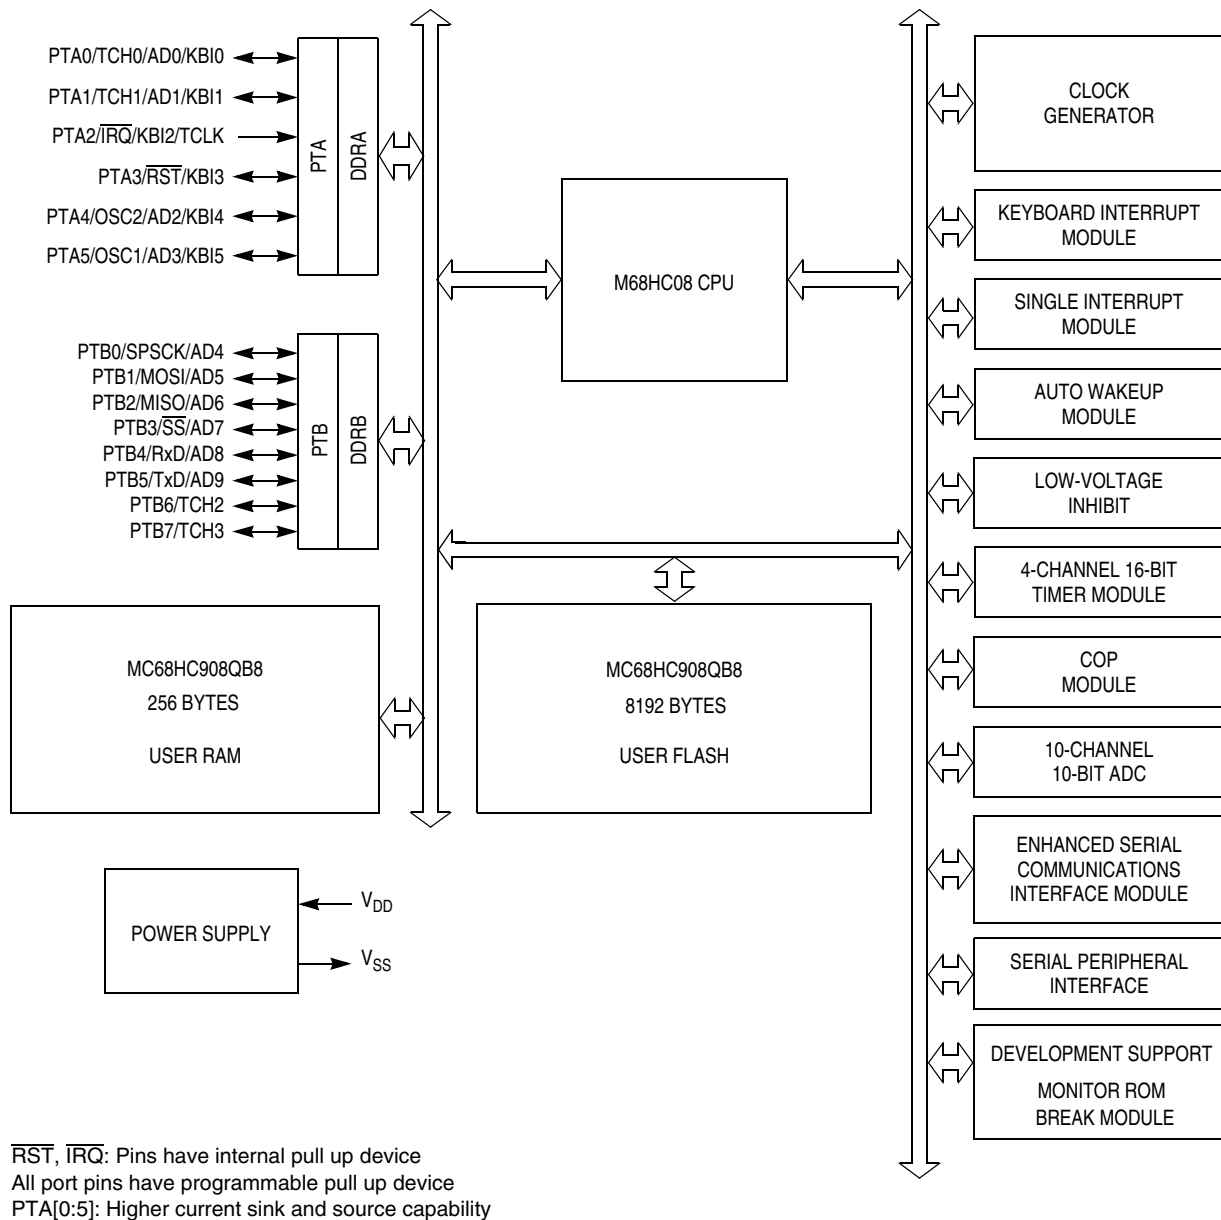 PTA0/TCH0/AD0/KBI0
PTA1/TCH1/AD1/KBI1
PTA2/IRQ/KBI2/TCLK
PTA3/RST/KBI3
PTA4/OSC2/AD2/KBI4
PTA5/OSC1/AD3/KBI5
PTA
DDRA
PTB0/SPSCK/AD4
PTB1/MOSI/AD5
PTB2/MISO/AD6
PTB3/SS/AD7
PTB4/RxD/AD8
PTB5/TxD/AD9
PTB6/TCH2
PTB7/TCH3
PTB
DDRB
M68HC08 CPU
MC68HC908QB8
256 BYTES
USER RAM
MC68HC908QB8
8192 BYTES
USER FLASH
POWER SUPPLY
VDD
VSS
CLOCK
GENERATOR
KEYBOARD INTERRUPT
MODULE
SINGLE INTERRUPT
MODULE
AUTO WAKEUP
MODULE
LOW-VOLTAGE
INHIBIT
4-CHANNEL 16-BIT
TIMER MODULE
COP
MODULE
10-CHANNEL
10-BIT ADC
ENHANCED SERIAL
COMMUNICATIONS
INTERFACE MODULE
SERIAL PERIPHERAL
INTERFACE
DEVELOPMENT SUPPORT
MONITOR ROM
BREAK MODULE
RST, IRQ: Pins have internal pull up device
All port pins have programmable pull up device
PTA[0:5]: Higher current sink and source capability